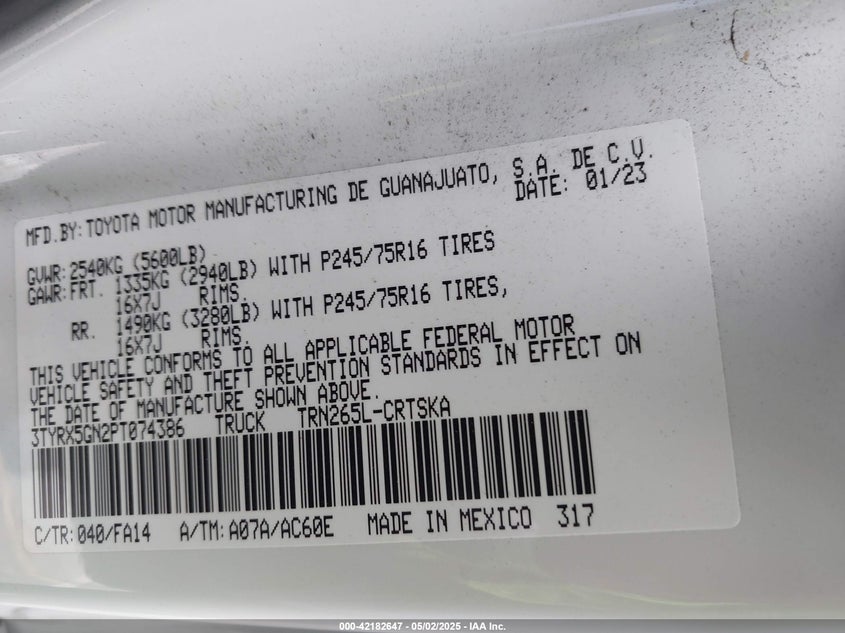 MFD.BY:TOYOTA MOTOR MANUFACTURING DE GUANAJUATO, S.A. DE C.V.
DATE: 01/23
GVWR:2540KG (5600LB)
GAWR:FRT. 1335KG (2940LB) WITH P245/75R16 TIRES
16X7J RIMS.
RR. 1490KG (3280LB) WITH P245/75R16 TIRES,
16X7J RIMS.
THIS VEHICLE CONFORMS TO ALL APPLICABLE FEDERAL MOTOR
VEHICLE SAFETY AND THEFT PREVENTION STANDARDS IN EFFECT ON
THE DATE OF MANUFACTURE SHOWN ABOVE.
3TYRX5GN2PT074386 TRUCK TRN265L-CRTSKA
C/TR:040/FA14 A/TM:A07A/AC60E MADE IN MEXICO 317
000-42182647 - 05/02/2025 - IAA Inc.